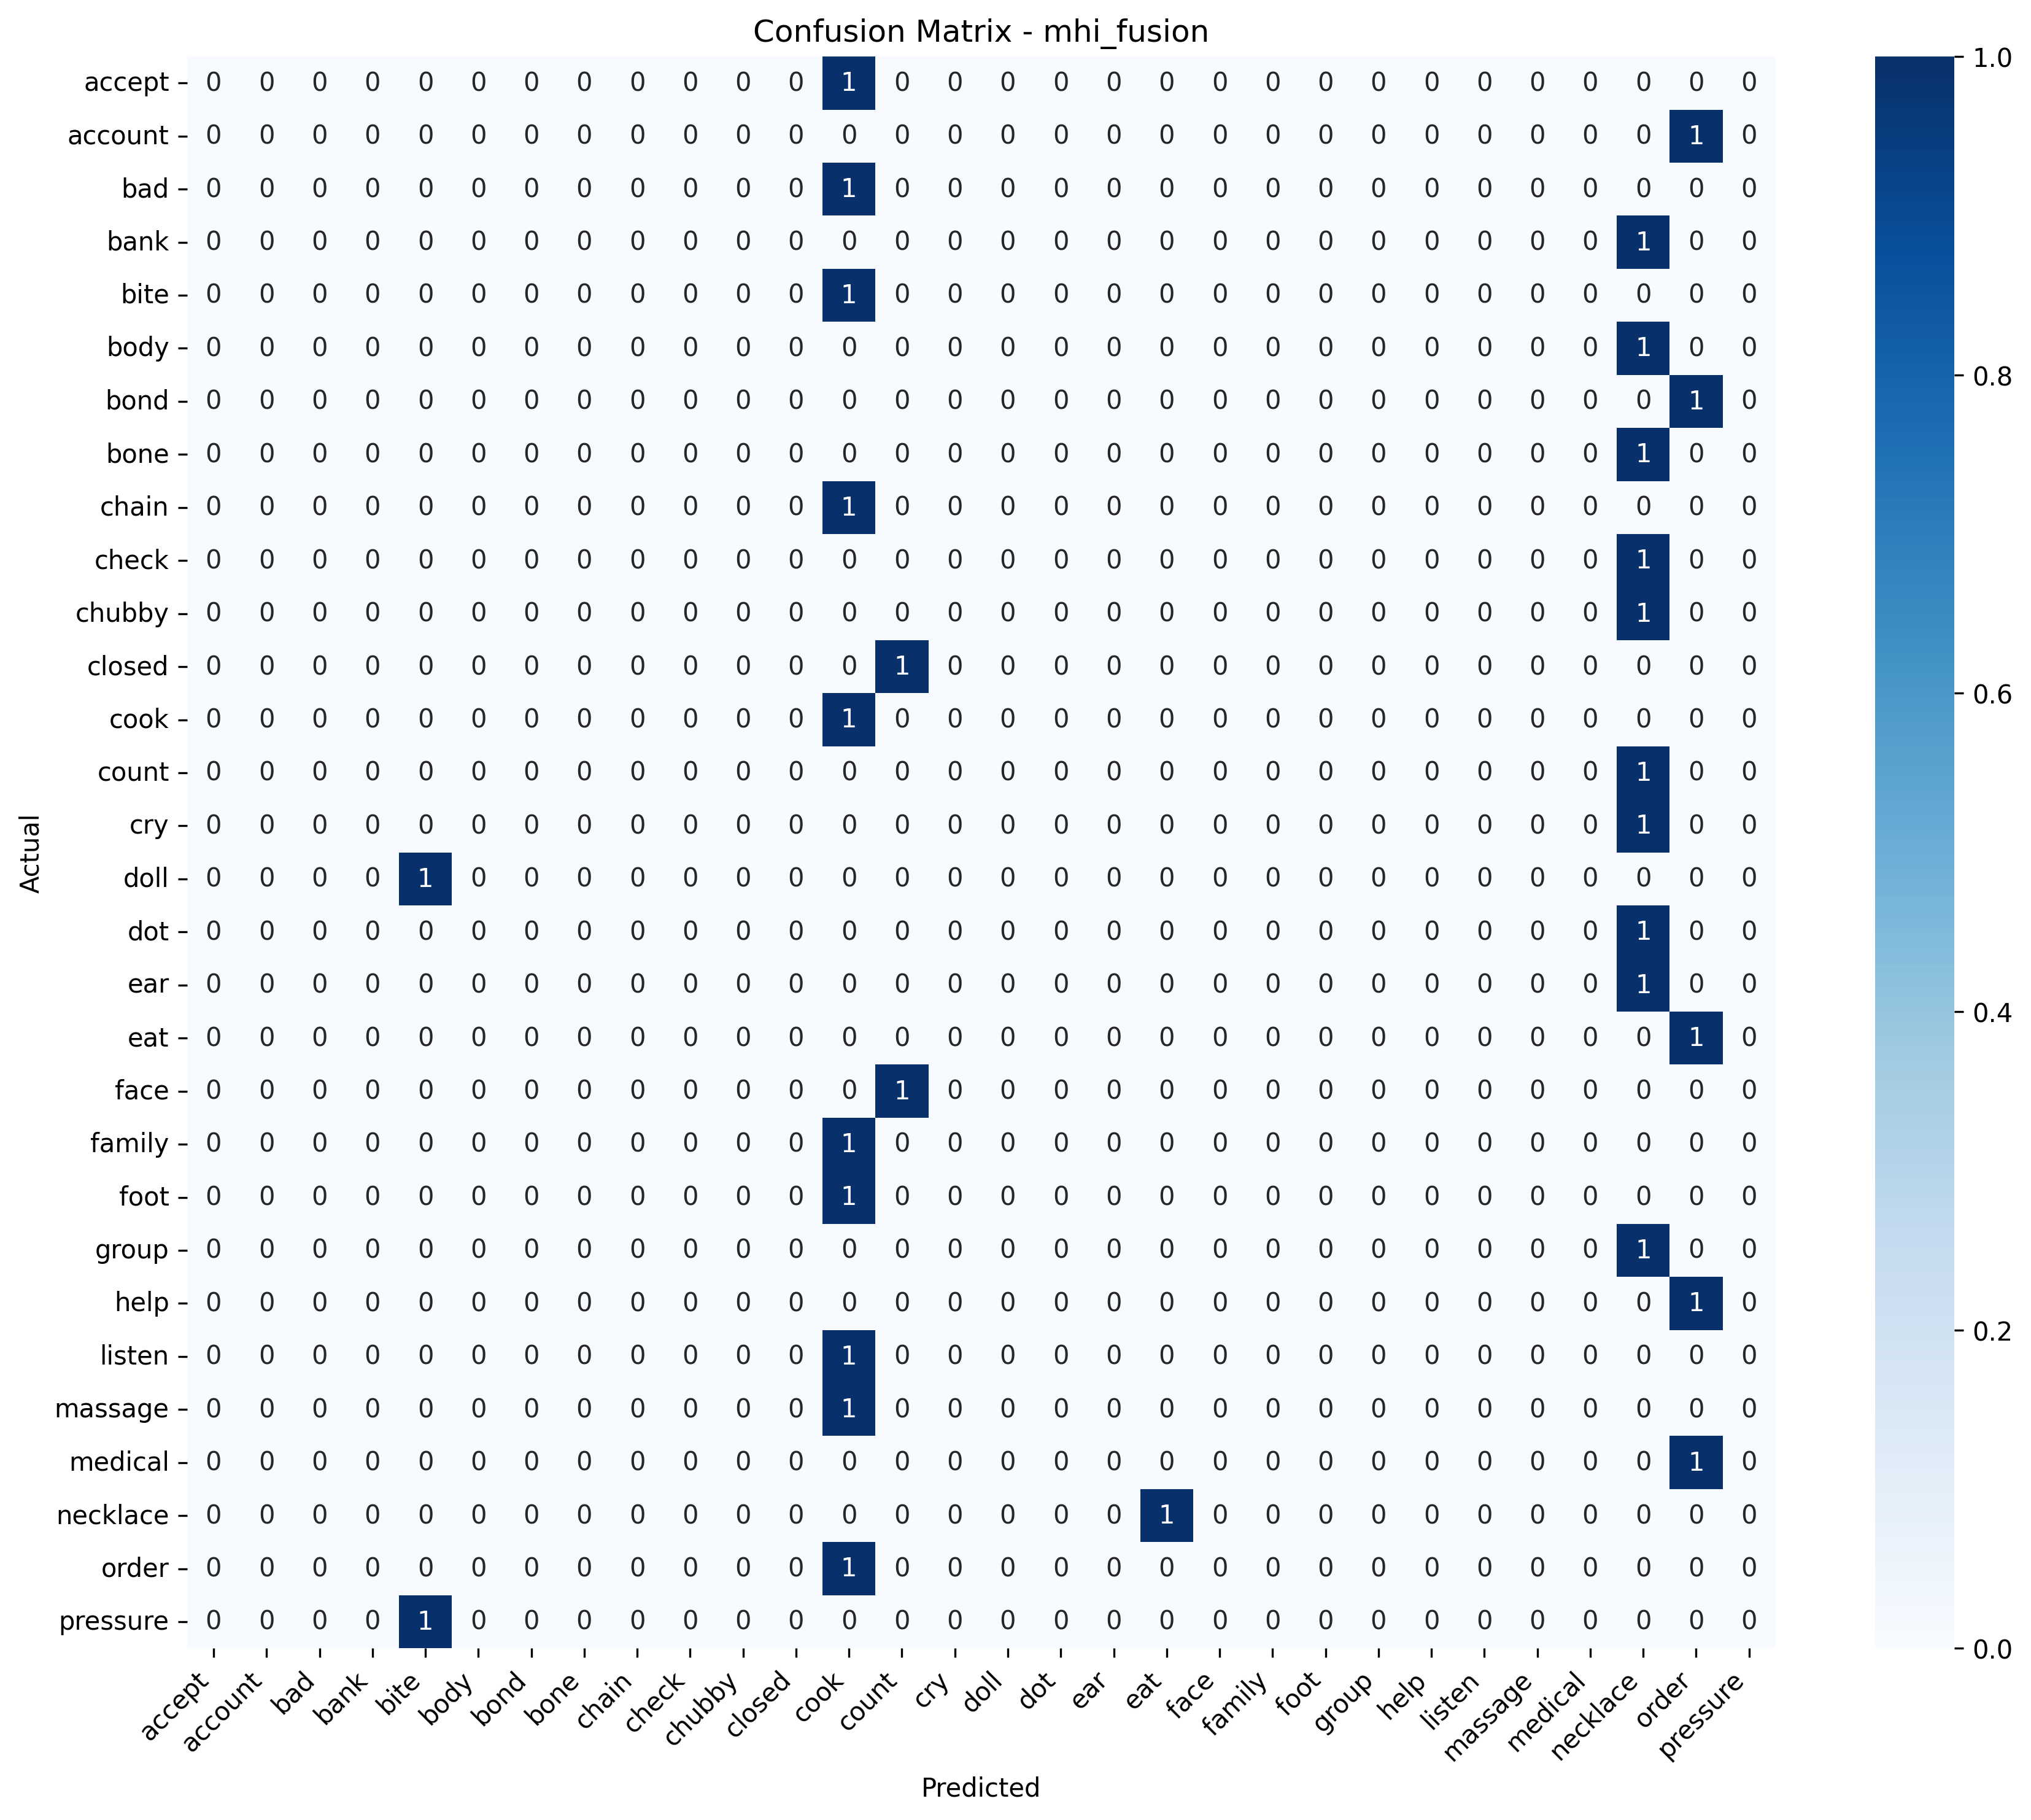 Confusion Matrix - mhi_fusion
accept 0 0 0 0 0 0 0 0 0 0 0 0 1 0 0 0 0 0 0 0 0 0 0 0 0 0 0 0 0 0 1.0
account 0 0 0 0 0 0 0 0 0 0 0 0 0 0 0 0 0 0 0 0 0 0 0 0 0 0 0 0 1 0
bad 0 0 0 0 0 0 0 0 0 0 0 0 1 0 0 0 0 0 0 0 0 0 0 0 0 0 0 0 0 0
bank 0 0 0 0 0 0 0 0 0 0 0 0 0 0 0 0 0 0 0 0 0 0 0 0 0 0 0 1 0 0
bite 0 0 0 0 0 0 0 0 0 0 0 0 1 0 0 0 0 0 0 0 0 0 0 0 0 0 0 0 0 0
body 0 0 0 0 0 0 0 0 0 0 0 0 0 0 0 0 0 0 0 0 0 0 0 0 0 0 0 1 0 0
0.8
bond 0 0 0 0 0 0 0 0 0 0 0 0 0 0 0 0 0 0 0 0 0 0 0 0 0 0 0 0 1 0
bone 0 0 0 0 0 0 0 0 0 0 0 0 0 0 0 0 0 0 0 0 0 0 0 0 0 0 0 1 0 0
chain 0 0 0 0 0 0 0 0 0 0 0 0 1 0 0 0 0 0 0 0 0 0 0 0 0 0 0 0 0 0
check 0 0 0 0 0 0 0 0 0 0 0 0 0 0 0 0 0 0 0 0 0 0 0 0 0 0 0 1 0 0
chubby 0 0 0 0 0 0 0 0 0 0 0 0 0 0 0 0 0 0 0 0 0 0 0 0 0 0 0 1 0 0
closed 0 0 0 0 0 0 0 0 0 0 0 0 0 1 0 0 0 0 0 0 0 0 0 0 0 0 0 0 0 0
0.6
cook 0 0 0 0 0 0 0 0 0 0 0 0 1 0 0 0 0 0 0 0 0 0 0 0 0 0 0 0 0 0
count 0 0 0 0 0 0 0 0 0 0 0 0 0 0 0 0 0 0 0 0 0 0 0 0 0 0 0 1 0 0
cry 0 0 0 0 0 0 0 0 0 0 0 0 0 0 0 0 0 0 0 0 0 0 0 0 0 0 0 1 0 0
Actual
doll 0 0 0 0 1 0 0 0 0 0 0 0 0 0 0 0 0 0 0 0 0 0 0 0 0 0 0 0 0 0
dot 0 0 0 0 0 0 0 0 0 0 0 0 0 0 0 0 0 0 0 0 0 0 0 0 0 0 0 1 0 0
ear 0 0 0 0 0 0 0 0 0 0 0 0 0 0 0 0 0 0 0 0 0 0 0 0 0 0 0 1 0 0
0.4
eat 0 0 0 0 0 0 0 0 0 0 0 0 0 0 0 0 0 0 0 0 0 0 0 0 0 0 0 0 1 0
face 0 0 0 0 0 0 0 0 0 0 0 0 0 1 0 0 0 0 0 0 0 0 0 0 0 0 0 0 0 0
family 0 0 0 0 0 0 0 0 0 0 0 0 1 0 0 0 0 0 0 0 0 0 0 0 0 0 0 0 0 0
foot 0 0 0 0 0 0 0 0 0 0 0 0 1 0 0 0 0 0 0 0 0 0 0 0 0 0 0 0 0 0
group 0 0 0 0 0 0 0 0 0 0 0 0 0 0 0 0 0 0 0 0 0 0 0 0 0 0 0 1 0 0
help 0 0 0 0 0 0 0 0 0 0 0 0 0 0 0 0 0 0 0 0 0 0 0 0 0 0 0 0 1 0
0.2
listen 0 0 0 0 0 0 0 0 0 0 0 0 1 0 0 0 0 0 0 0 0 0 0 0 0 0 0 0 0 0
massage 0 0 0 0 0 0 0 0 0 0 0 0 1 0 0 0 0 0 0 0 0 0 0 0 0 0 0 0 0 0
medical 0 0 0 0 0 0 0 0 0 0 0 0 0 0 0 0 0 0 0 0 0 0 0 0 0 0 0 0 1 0
necklace 0 0 0 0 0 0 0 0 0 0 0 0 0 0 0 0 0 0 1 0 0 0 0 0 0 0 0 0 0 0
order 0 0 0 0 0 0 0 0 0 0 0 0 1 0 0 0 0 0 0 0 0 0 0 0 0 0 0 0 0 0
pressure 0 0 0 0 1 0 0 0 0 0 0 0 0 0 0 0 0 0 0 0 0 0 0 0 0 0 0 0 0 0
0.0
accept account bad bank bite body bond bone chain check chubby closed cook count cry doll dot ear eat face family foot group help listen massage medical necklace order pressure
Predicted